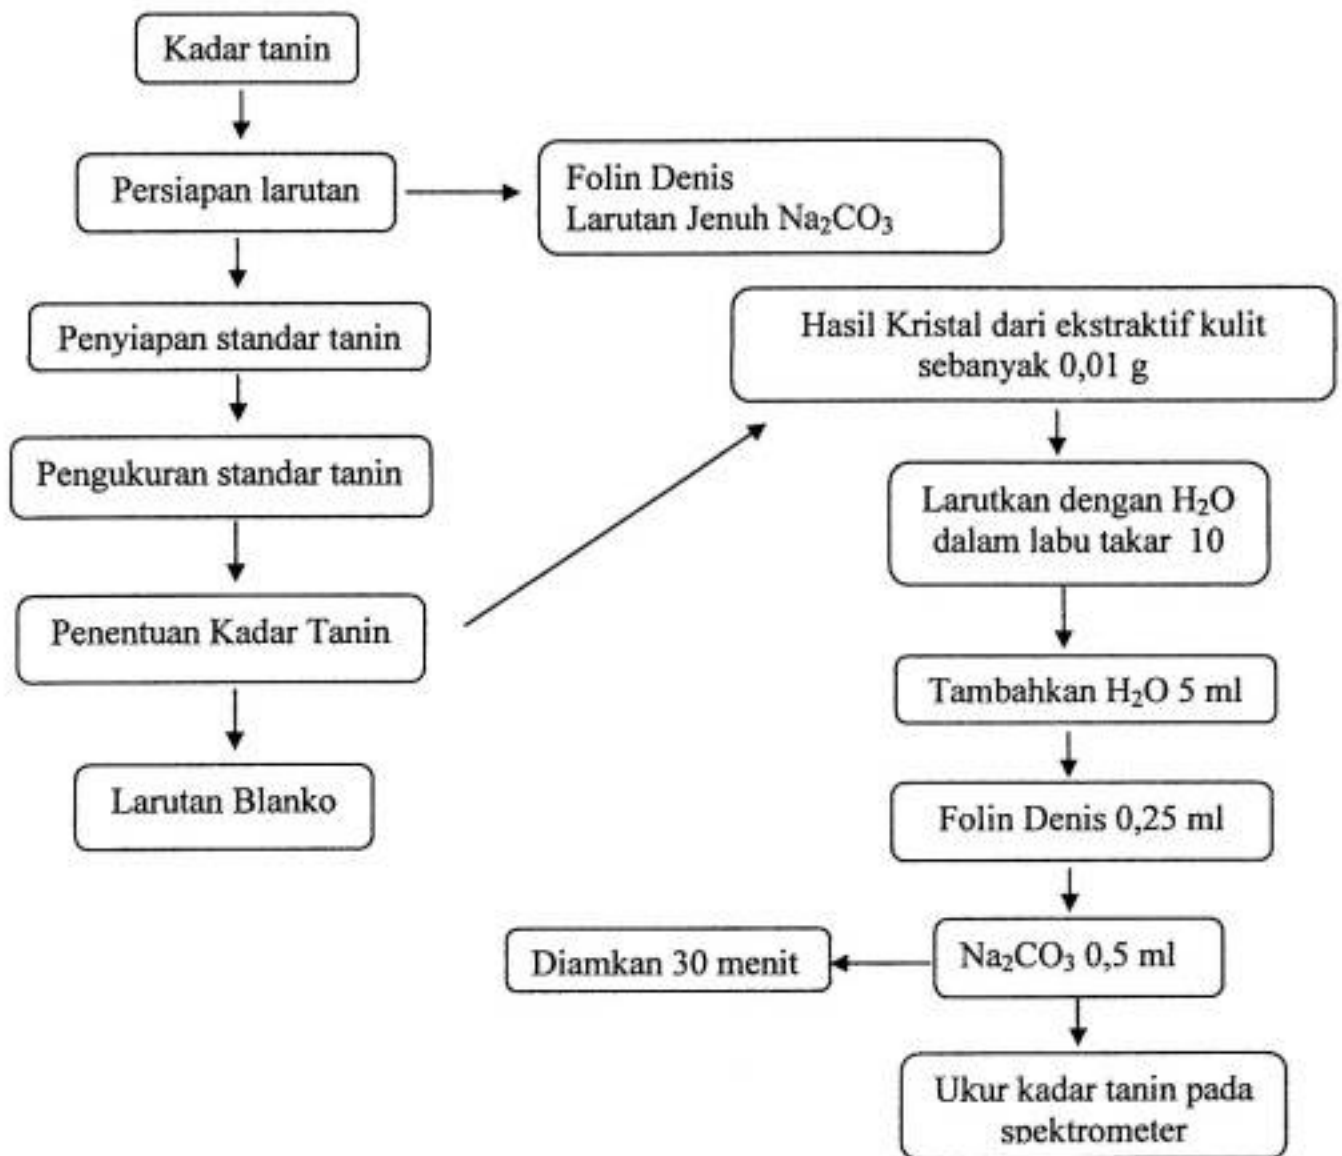 Kadar tanin
Persiapan larutan
Folin Denis
Larutan Jenuh Na₂CO₃
Penyiapan standar tanin
Pengukuran standar tanin
Penentuan Kadar Tanin
Larutan Blanko
Hasil Kristal dari ekstraktif kulit
sebanyak 0,01 g
Larutkan dengan H₂O
dalam labu takar 10
Tambahkan H₂O 5 ml
Folin Denis 0,25 ml
Na₂CO₃ 0,5 ml
Diamkan 30 menit
Ukur kadar tanin pada
spektrometer